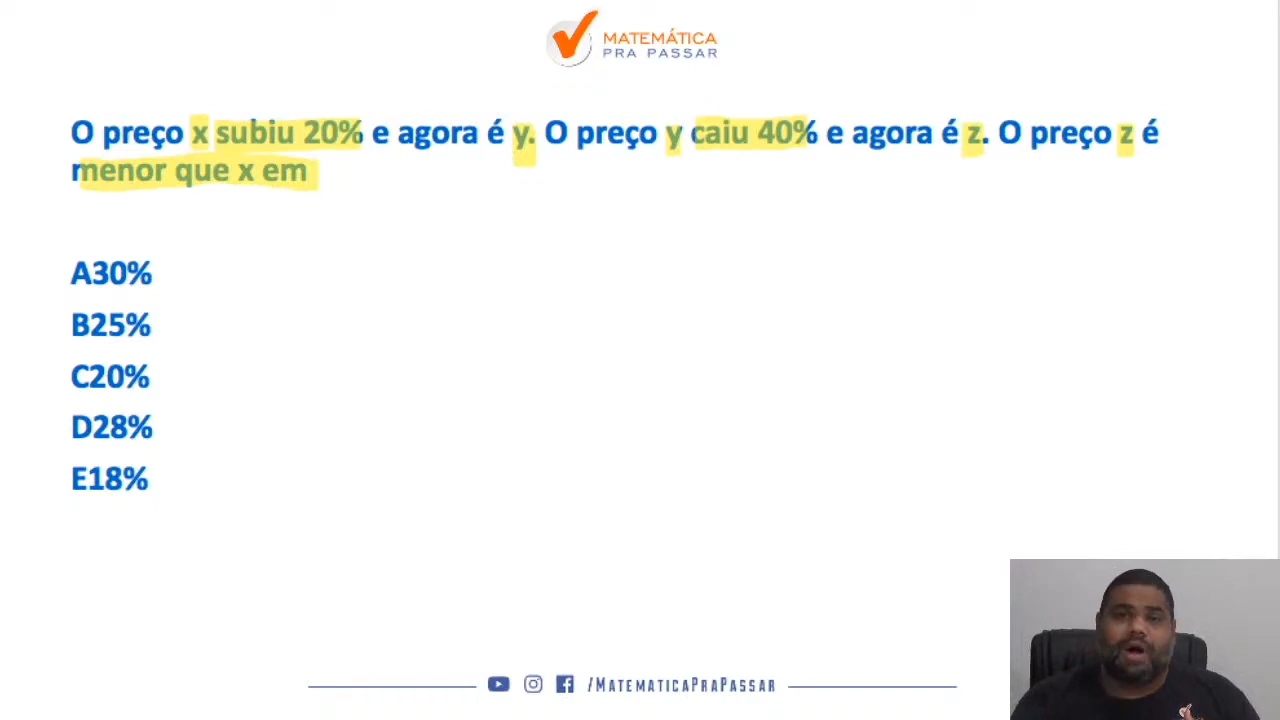 MATEMÁTICA
PRA PASSAR
O preço x subiu 20% e agora é y. O preço y caiu 40% e agora é z. O preço z é
menor que x em
A30%
B25%
C20%
D28%
E18%
/MATEMATICAPRAPASSAR